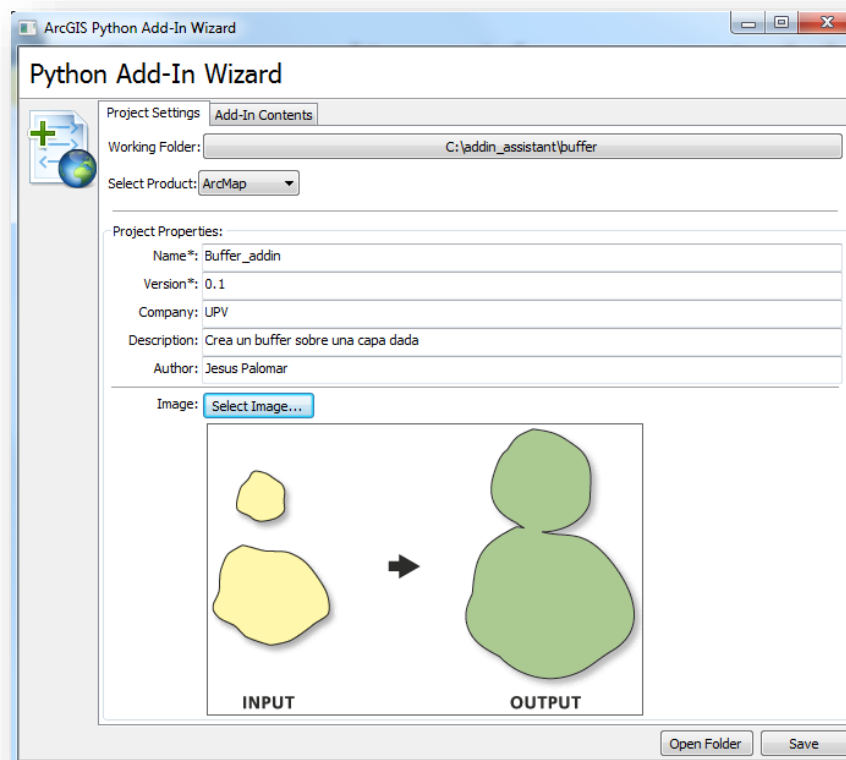 ArcGIS Python Add-In Wizard
Python Add-In Wizard
Project Settings Add-In Contents
Working Folder: C:\addin_assistant\buffer
Select Product: ArcMap
Project Properties:
Name*: Buffer_addin
Version*: 0.1
Company: UPV
Description: Crea un buffer sobre una capa dada
Author: Jesus Palomar
Image: Select Image...
INPUT OUTPUT
Open Folder Save